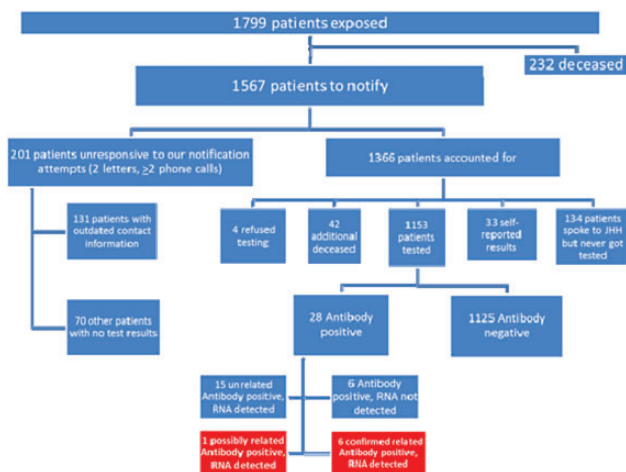 1799 patients exposed
232 deceased
1567 patients to notify
201 patients unresponsive to our notification
attempts (2 letters, ≥2 phone calls)
1366 patients accounted for
131 patients with
outdated contact
information
70 other patients
with no test results
4 refused
testing
42
additional
deceased
1153
patients
tested
33 self-
reported
results
134 patients
spoke to JHH
but never got
tested
28 Antibody
positive
1125 Antibody
negative
15 unrelated
Antibody positive,
RNA detected
6 Antibody
positive, RNA not
detected
1 possibly related
Antibody positive,
RNA detected
6 confirmed related
Antibody positive,
RNA detected